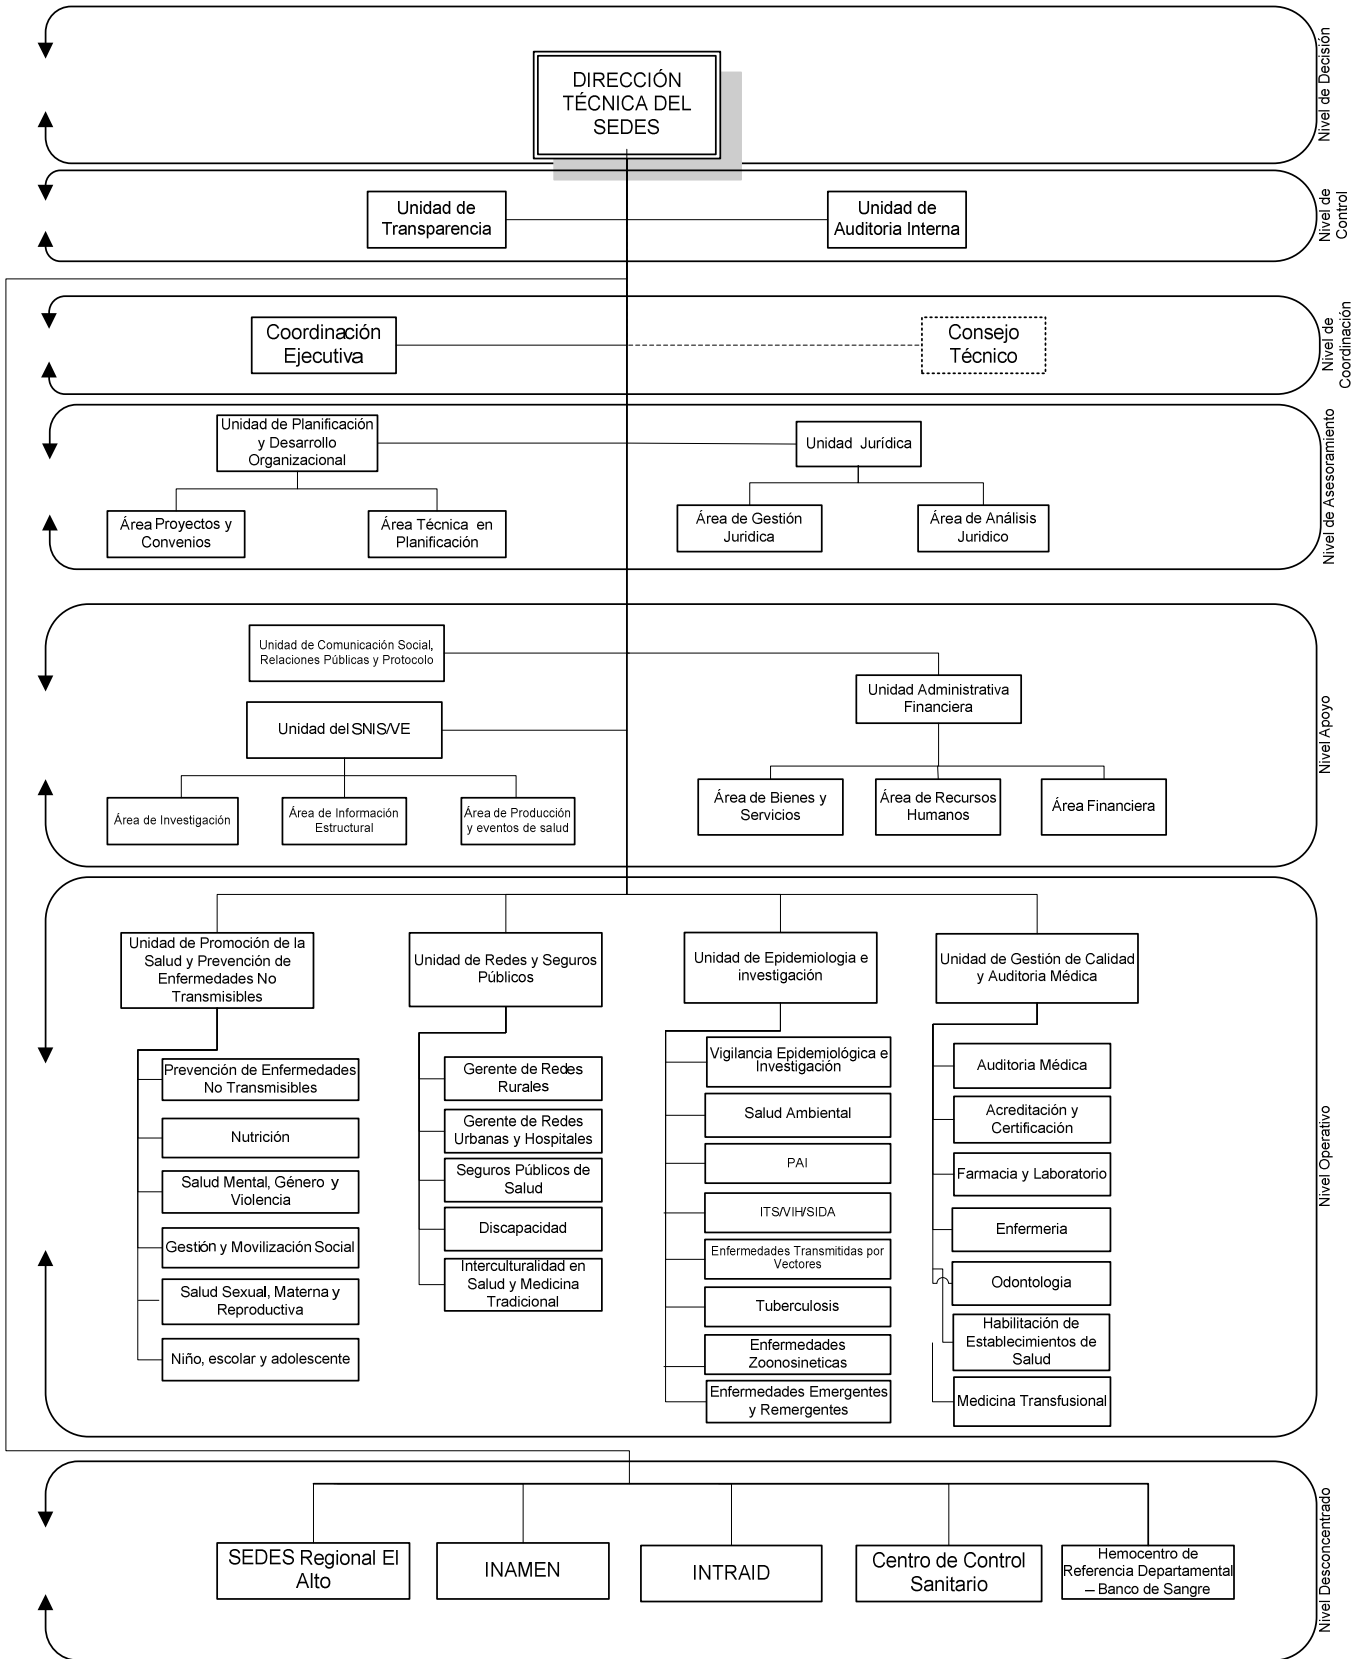 DIRECCIÓN
TÉCNICA DEL
SEDES
Nivel de Decisión
Unidad de
Transparencia
Unidad de
Auditoria Interna
Nivel de
Control
Coordinación
Ejecutiva
Consejo
Técnico
Nivel de
Coordinación
Unidad de Planificación
y Desarrollo
Organizacional
Unidad Jurídica
Área Proyectos y
Convenios
Área Técnica en
Planificación
Área de Gestión
Juridica
Área de Análisis
Juridico
Nivel de Asesoramiento
Unidad de Comunicación Social,
Relaciones Públicas y Protocolo
Unidad Administrativa
Financiera
Unidad del SNIS/VE
Área de Investigación
Área de Información
Estructural
Área de Producción
y eventos de salud
Área de Bienes y
Servicios
Área de Recursos
Humanos
Área Financiera
Nivel Apoyo
Unidad de Promoción de la
Salud y Prevención de
Enfermedades No
Transmisibles
Prevención de Enfermedades
No Transmisibles
Nutrición
Salud Mental, Género y
Violencia
Gestión y Movilización Social
Salud Sexual, Materna y
Reproductiva
Niño, escolar y adolescente
Unidad de Redes y Seguros
Públicos
Gerente de Redes
Rurales
Gerente de Redes
Urbanas y Hospitales
Seguros Públicos de
Salud
Discapacidad
Interculturalidad en
Salud y Medicina
Tradicional
Unidad de Epidemiologia e
investigación
Vigilancia Epidemiológica e
Investigación
Salud Ambiental
PAI
ITS/VIH/SIDA
Enfermedades Transmitidas por
Vectores
Tuberculosis
Enfermedades
Zoonosineticas
Enfermedades Emergentes
y Remergentes
Unidad de Gestión de Calidad
y Auditoria Médica
Auditoria Médica
Acreditación y
Certificación
Farmacia y Laboratorio
Enfermeria
Odontologia
Habilitación de
Establecimientos de
Salud
Medicina Transfusional
Nivel Operativo
SEDES Regional El
Alto
INAMEN
INTRAID
Centro de Control
Sanitario
Hemocentro de
Referencia Departamental
– Banco de Sangre
Nivel Desconcentrado